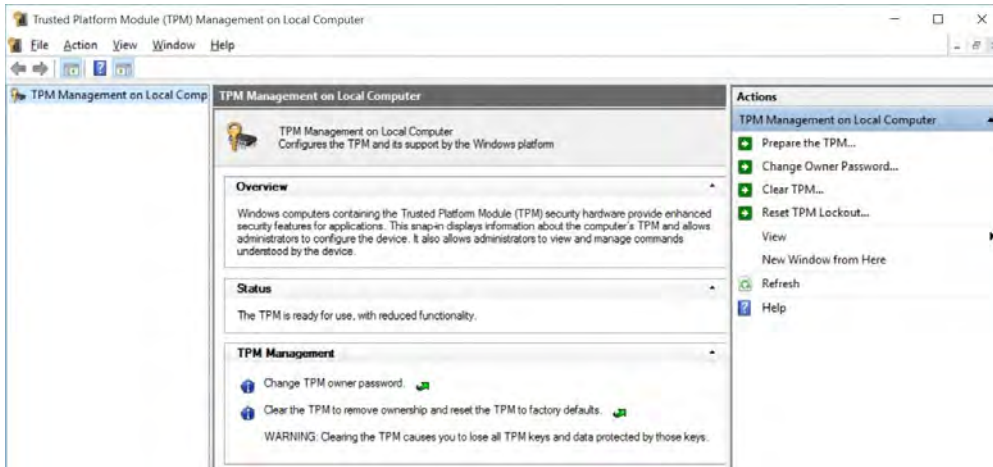 Trusted Platform Module (TPM) Management on Local Computer
File Action View Window Help
TPM Management on Local Comp
TPM Management on Local Computer
TPM Management on Local Computer
Configures the TPM and its support by the Windows platform
Overview
Windows computers containing the Trusted Platform Module (TPM) security hardware provide enhanced
security features for applications. This snap-in displays information about the computer's TPM and allows
administrators to configure the device. It also allows administrators to view and manage commands
understood by the device.
Status
The TPM is ready for use, with reduced functionality.
TPM Management
Change TPM owner password.
Clear the TPM to remove ownership and reset the TPM to factory defaults.
WARNING: Clearing the TPM causes you to lose all TPM keys and data protected by those keys.
Actions
TPM Management on Local Computer
Prepare the TPM...
Change Owner Password...
Clear TPM...
Reset TPM Lockout...
View
New Window from Here
Refresh
Help